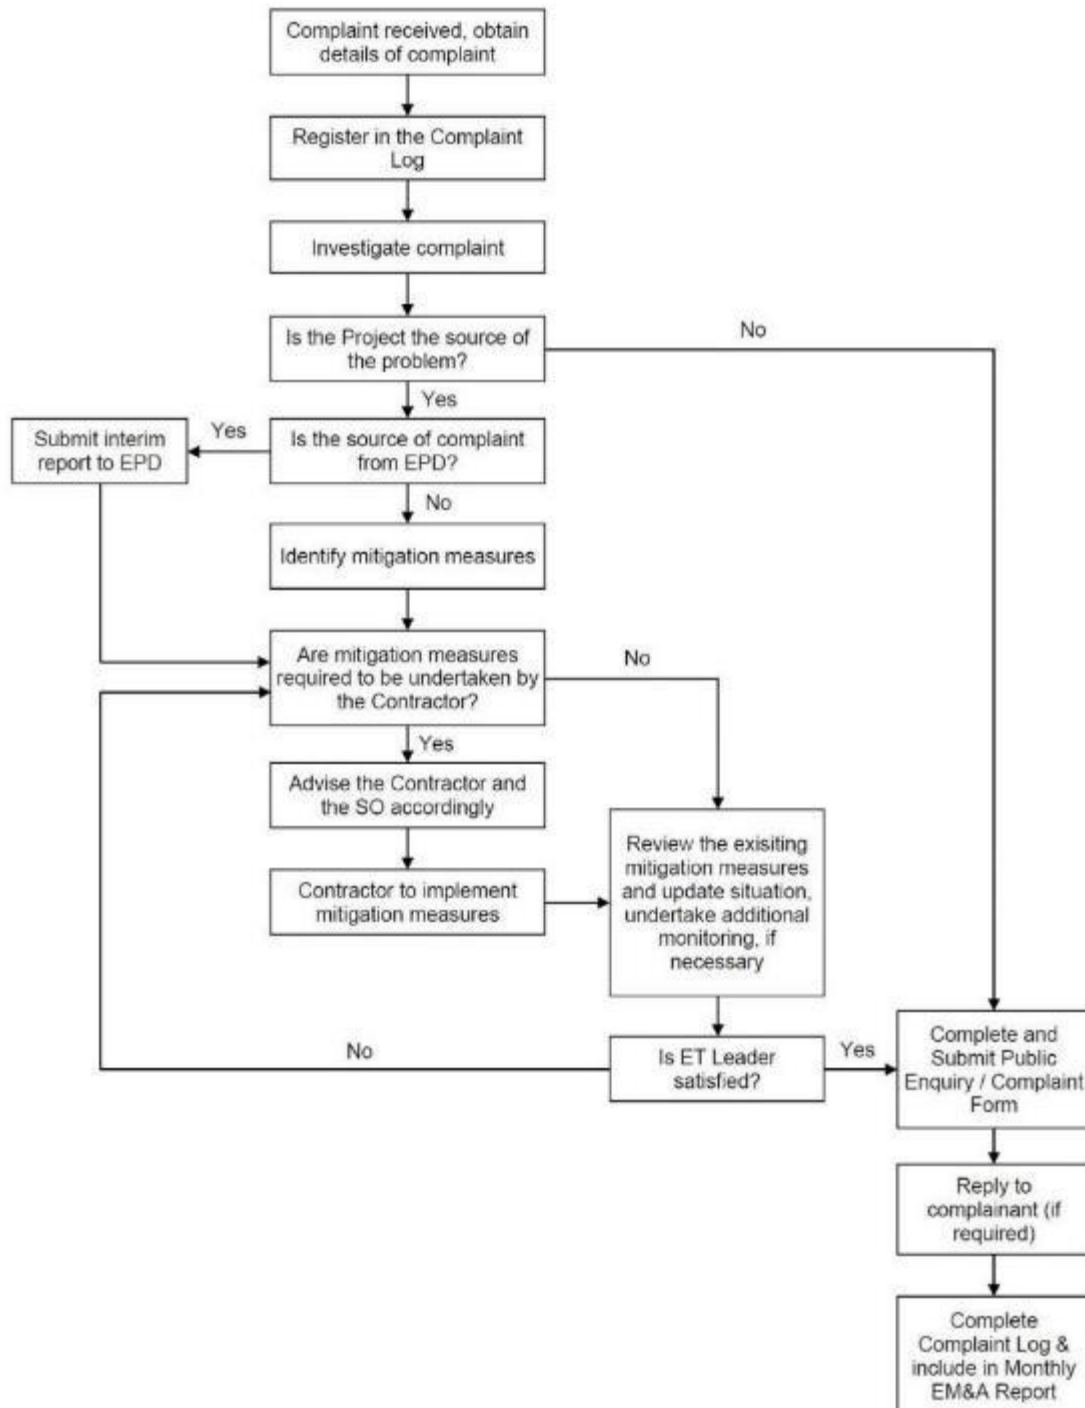 Complaint received, obtain
details of complaint
Register in the Complaint
Log
Investigate complaint
Is the Project the source of
the problem?
No
Yes
Submit interim
report to EPD
Yes
Is the source of complaint
from EPD?
No
Identify mitigation measures
Are mitigation measures
required to be undertaken by
the Contractor?
No
Yes
Advise the Contractor and
the SO accordingly
Contractor to implement
mitigation measures
Review the exisiting
mitigation measures
and update situation,
undertake additional
monitoring, if
necessary
No
Is ET Leader
satisfied?
Yes
Complete and
Submit Public
Enquiry / Complaint
Form
Reply to
complainant (if
required)
Complete
Complaint Log &
include in Monthly
EM&A Report